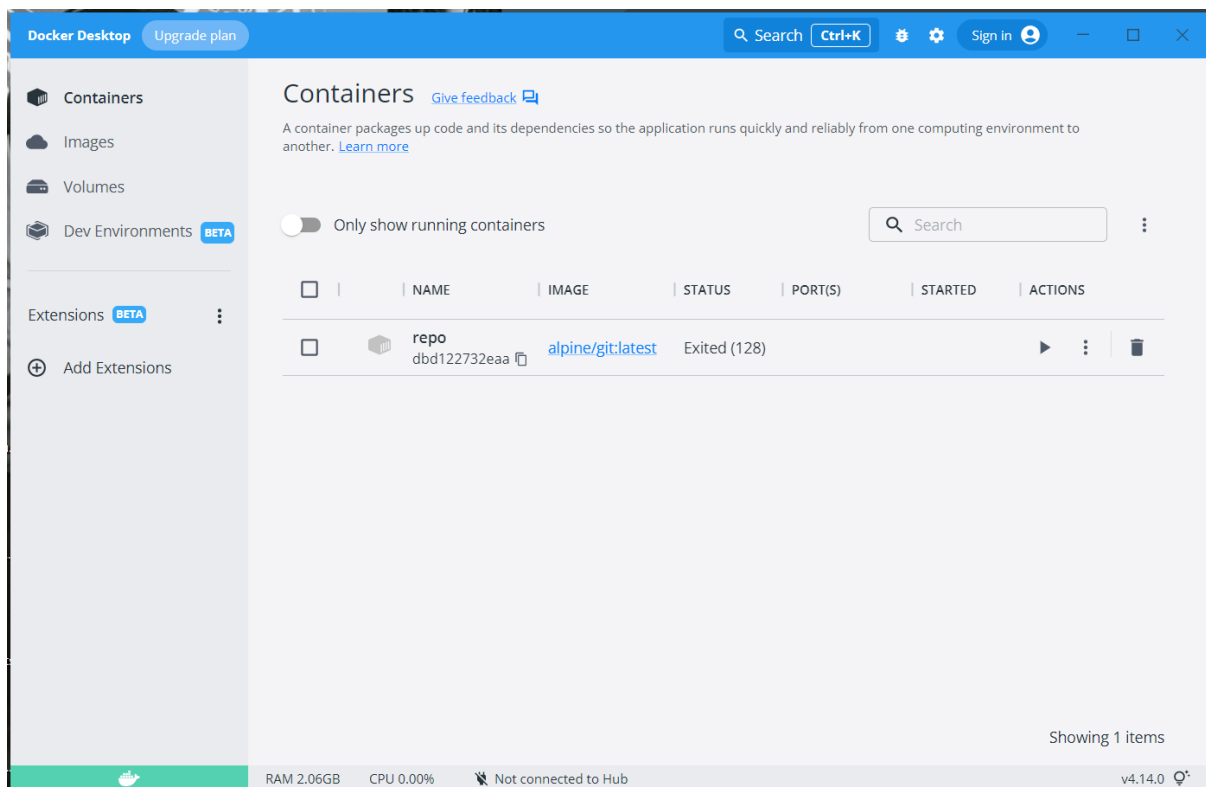 Docker Desktop Upgrade plan Search Ctrl+K Sign in
Containers
Images
Volumes
Dev Environments BETA
Extensions BETA
Add Extensions
Containers Give feedback
A container packages up code and its dependencies so the application runs quickly and reliably from one computing environment to
another. Learn more
Only show running containers Search
NAME IMAGE STATUS PORT(S) STARTED ACTIONS
repo
dbd122732eaa alpine/git:latest Exited (128)
Showing 1 items
RAM 2.06GB CPU 0.00% Not connected to Hub v4.14.0